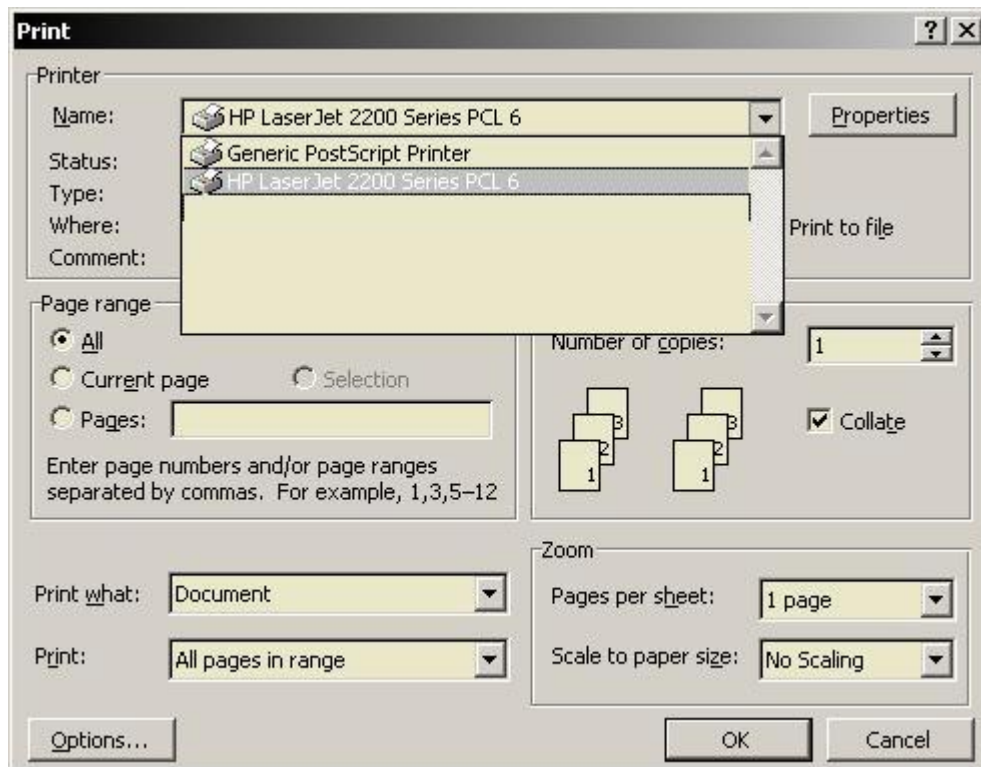 Print
Printer
Name:
HP LaserJet 2200 Series PCL 6
Properties
Generic PostScript Printer
HP LaserJet 2200 Series PCL 6
Status:
Type:
Where:
Comment:
Print to file
Page range
All
Current page
Selection
Pages:
Enter page numbers and/or page ranges
separated by commas. For example, 1,3,5–12
Number of copies:
1
3
2
1
3
2
1
Collate
Print what:
Document
Print:
All pages in range
Zoom
Pages per sheet:
1 page
Scale to paper size:
No Scaling
Options...
OK
Cancel